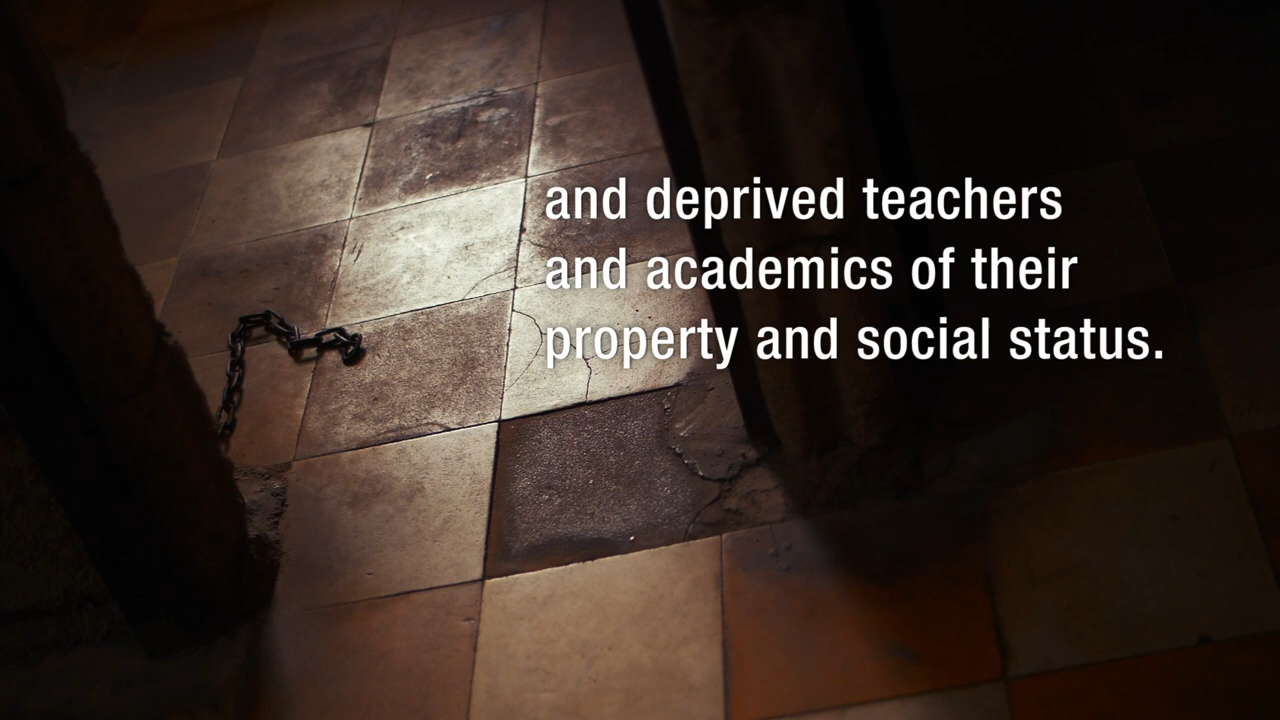 and deprived teachers
and academics of their
property and social status.